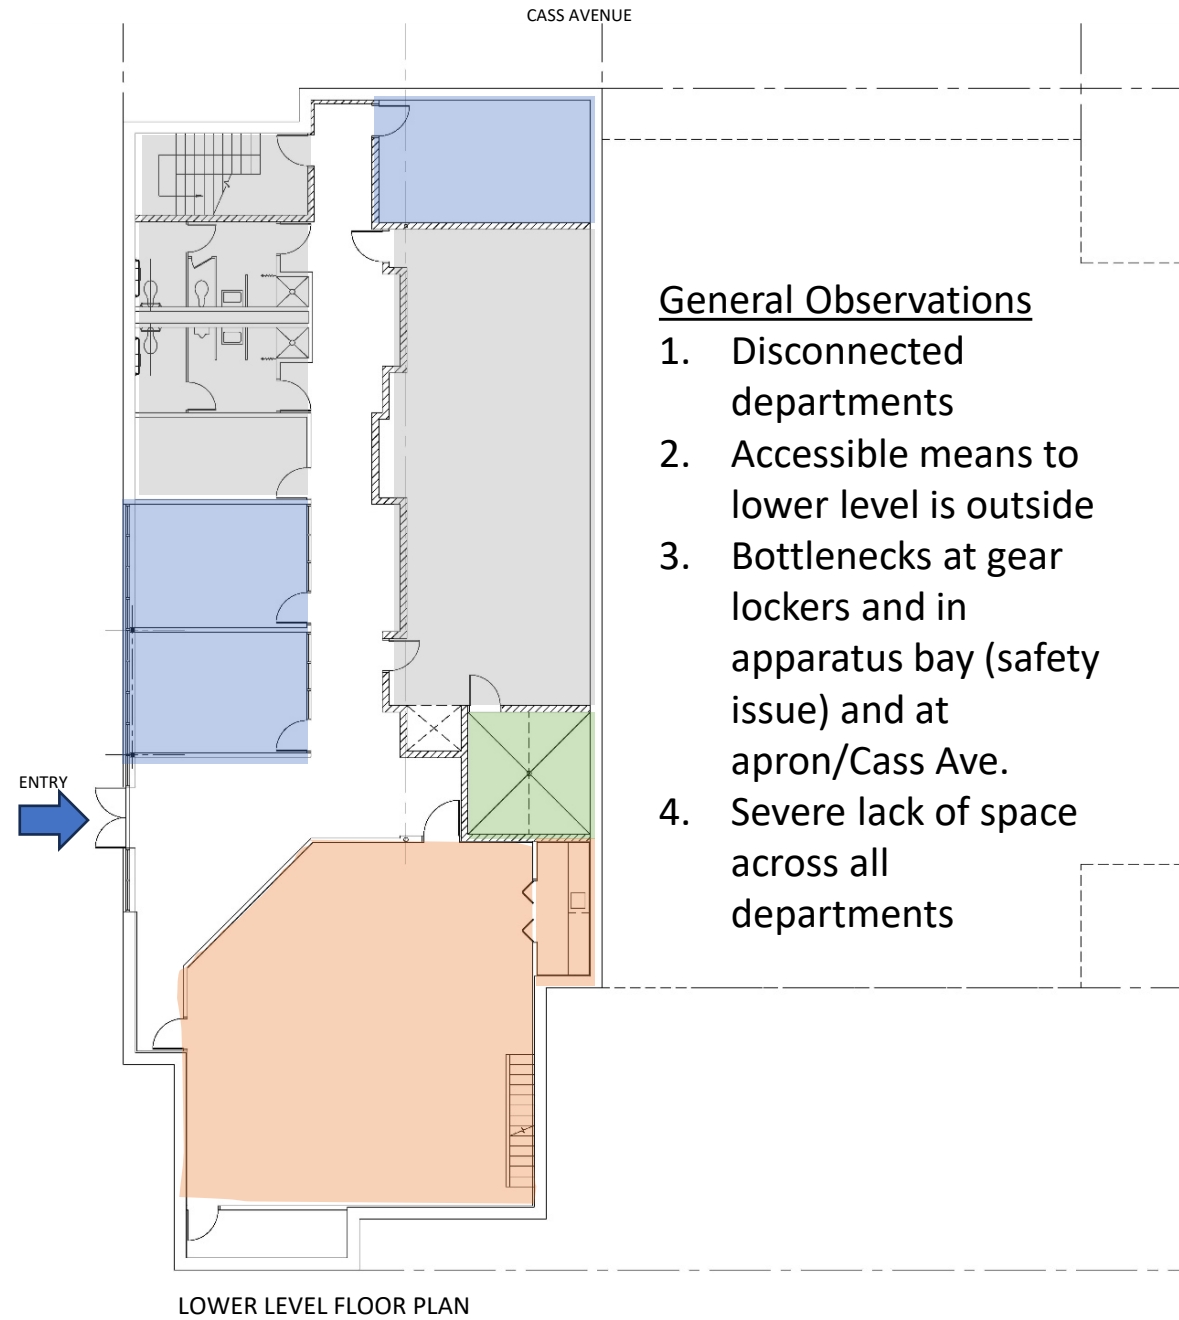 CASS AVENUE
General Observations
1. Disconnected
departments
2. Accessible means to
lower level is outside
3. Bottlenecks at gear
lockers and in
apparatus bay (safety
issue) and at
apron/Cass Ave.
4. Severe lack of space
across all
departments
ENTRY
LOWER LEVEL FLOOR PLAN